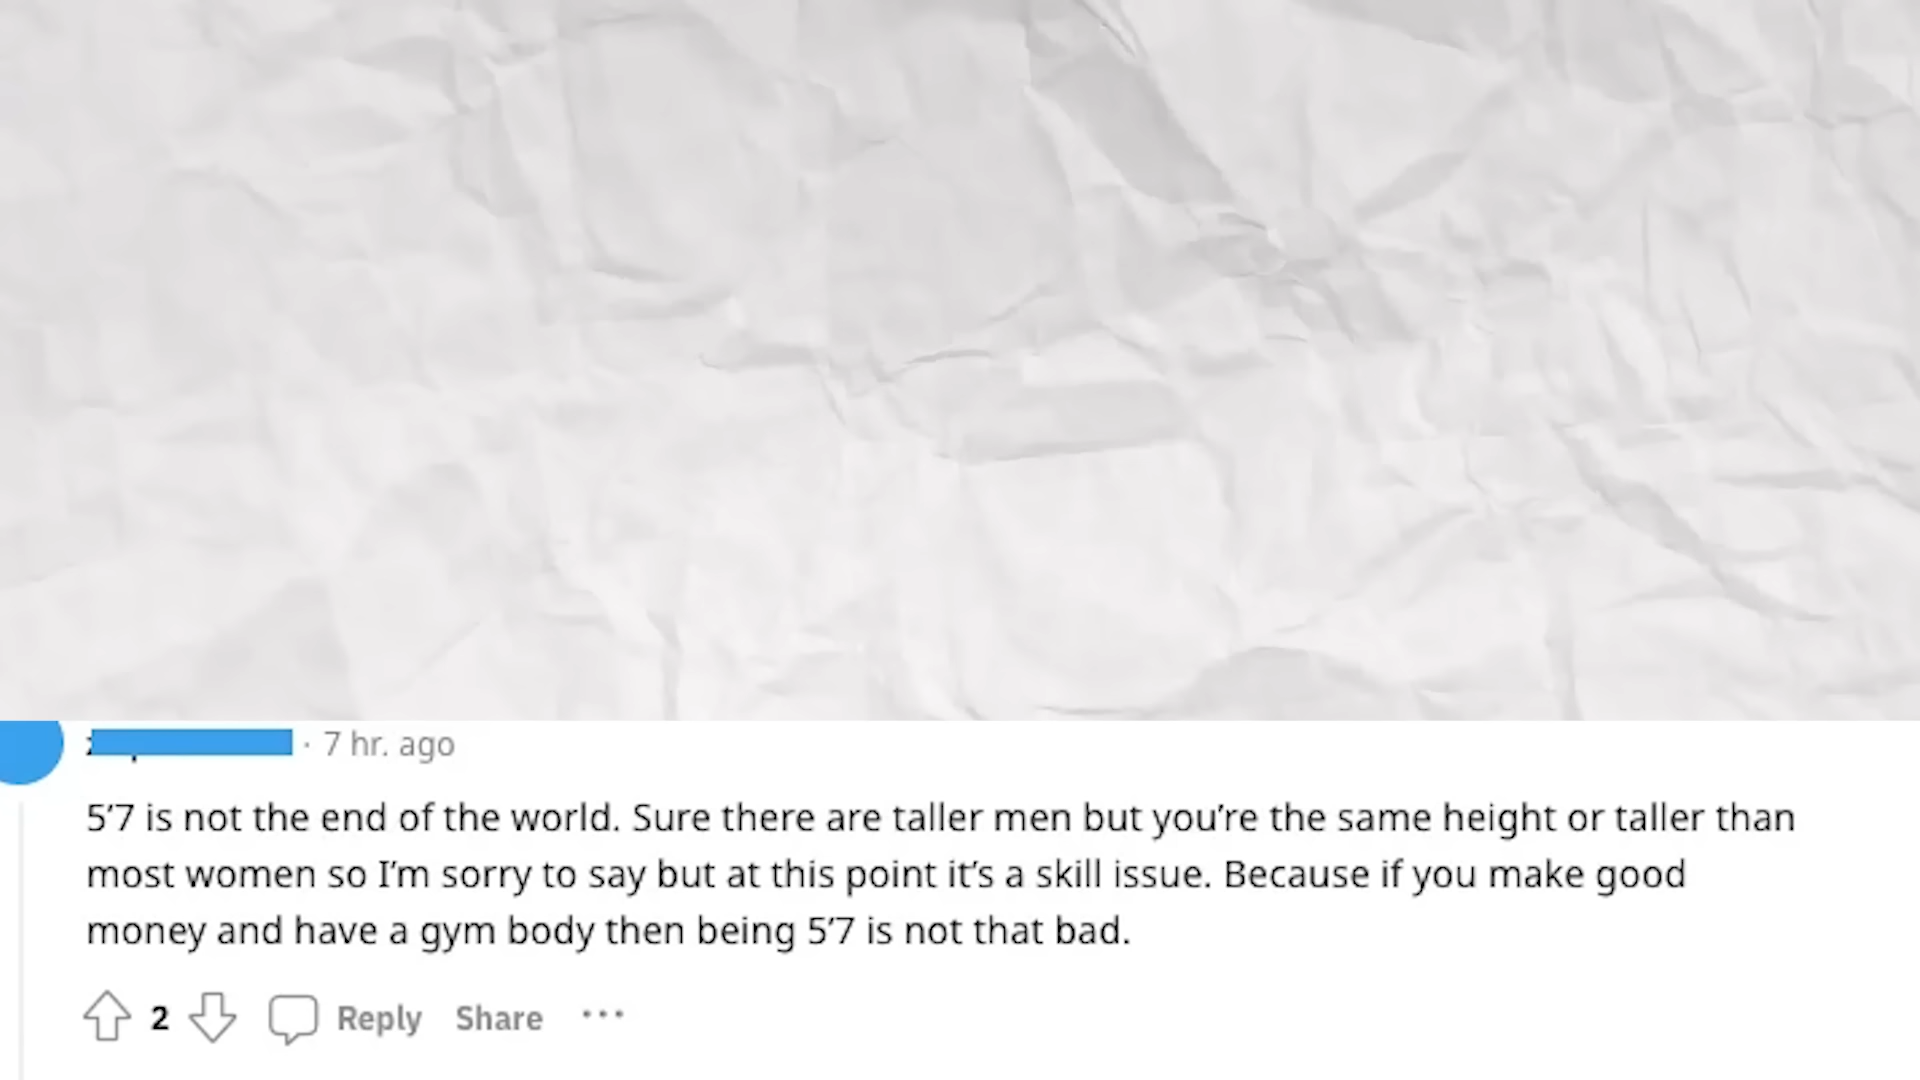 · 7 hr. ago
5’7 is not the end of the world. Sure there are taller men but you’re the same height or taller than
most women so I’m sorry to say but at this point it’s a skill issue. Because if you make good
money and have a gym body then being 5’7 is not that bad.
2 Reply Share ...